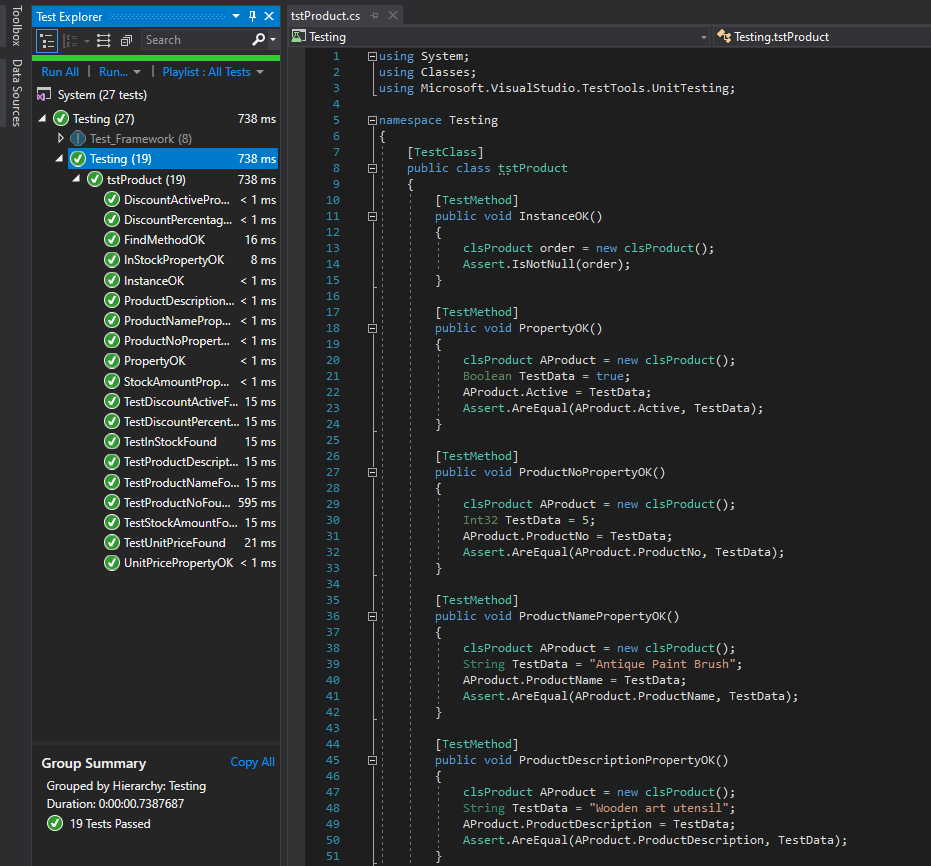 Toolbox
Data Sources
Test Explorer
Search
Run All | Run... | Playlist : All Tests
System (27 tests)
Testing (27) 738 ms
Test_Framework (8)
Testing (19) 738 ms
tstProduct (19) 738 ms
DiscountActivePro... < 1 ms
DiscountPercentag... < 1 ms
FindMethodOK 16 ms
InStockPropertyOK 8 ms
InstanceOK < 1 ms
ProductDescription... < 1 ms
ProductNameProp... < 1 ms
ProductNoPropert... < 1 ms
PropertyOK < 1 ms
StockAmountProp... < 1 ms
TestDiscountActiveF... 15 ms
TestDiscountPercent... 15 ms
TestInStockFound 15 ms
TestProductDescript... 15 ms
TestProductNameFo... 15 ms
TestProductNoFou... 595 ms
TestStockAmountFo... 15 ms
TestUnitPriceFound 21 ms
UnitPricePropertyOK < 1 ms
Group Summary Copy All
Grouped by Hierarchy: Testing
Duration: 0:00:00.7387687
19 Tests Passed
tstProduct.cs
Testing Testing.tstProduct
1 using System;
2 using Classes;
3 using Microsoft.VisualStudio.TestTools.UnitTesting;
4
5 namespace Testing
6 {
7 [TestClass]
8 public class tstProduct
9 {
10 [TestMethod]
11 public void InstanceOK()
12 {
13 clsProduct order = new clsProduct();
14 Assert.IsNotNull(order);
15 }
16
17 [TestMethod]
18 public void PropertyOK()
19 {
20 clsProduct AProduct = new clsProduct();
21 Boolean TestData = true;
22 AProduct.Active = TestData;
23 Assert.AreEqual(AProduct.Active, TestData);
24 }
25
26 [TestMethod]
27 public void ProductNoPropertyOK()
28 {
29 clsProduct AProduct = new clsProduct();
30 Int32 TestData = 5;
31 AProduct.ProductNo = TestData;
32 Assert.AreEqual(AProduct.ProductNo, TestData);
33 }
34
35 [TestMethod]
36 public void ProductNamePropertyOK()
37 {
38 clsProduct AProduct = new clsProduct();
39 String TestData = "Antique Paint Brush";
40 AProduct.ProductName = TestData;
41 Assert.AreEqual(AProduct.ProductName, TestData);
42 }
43
44 [TestMethod]
45 public void ProductDescriptionPropertyOK()
46 {
47 clsProduct AProduct = new clsProduct();
48 String TestData = "Wooden art utensil";
49 AProduct.ProductDescription = TestData;
50 Assert.AreEqual(AProduct.ProductDescription, TestData);
51 }